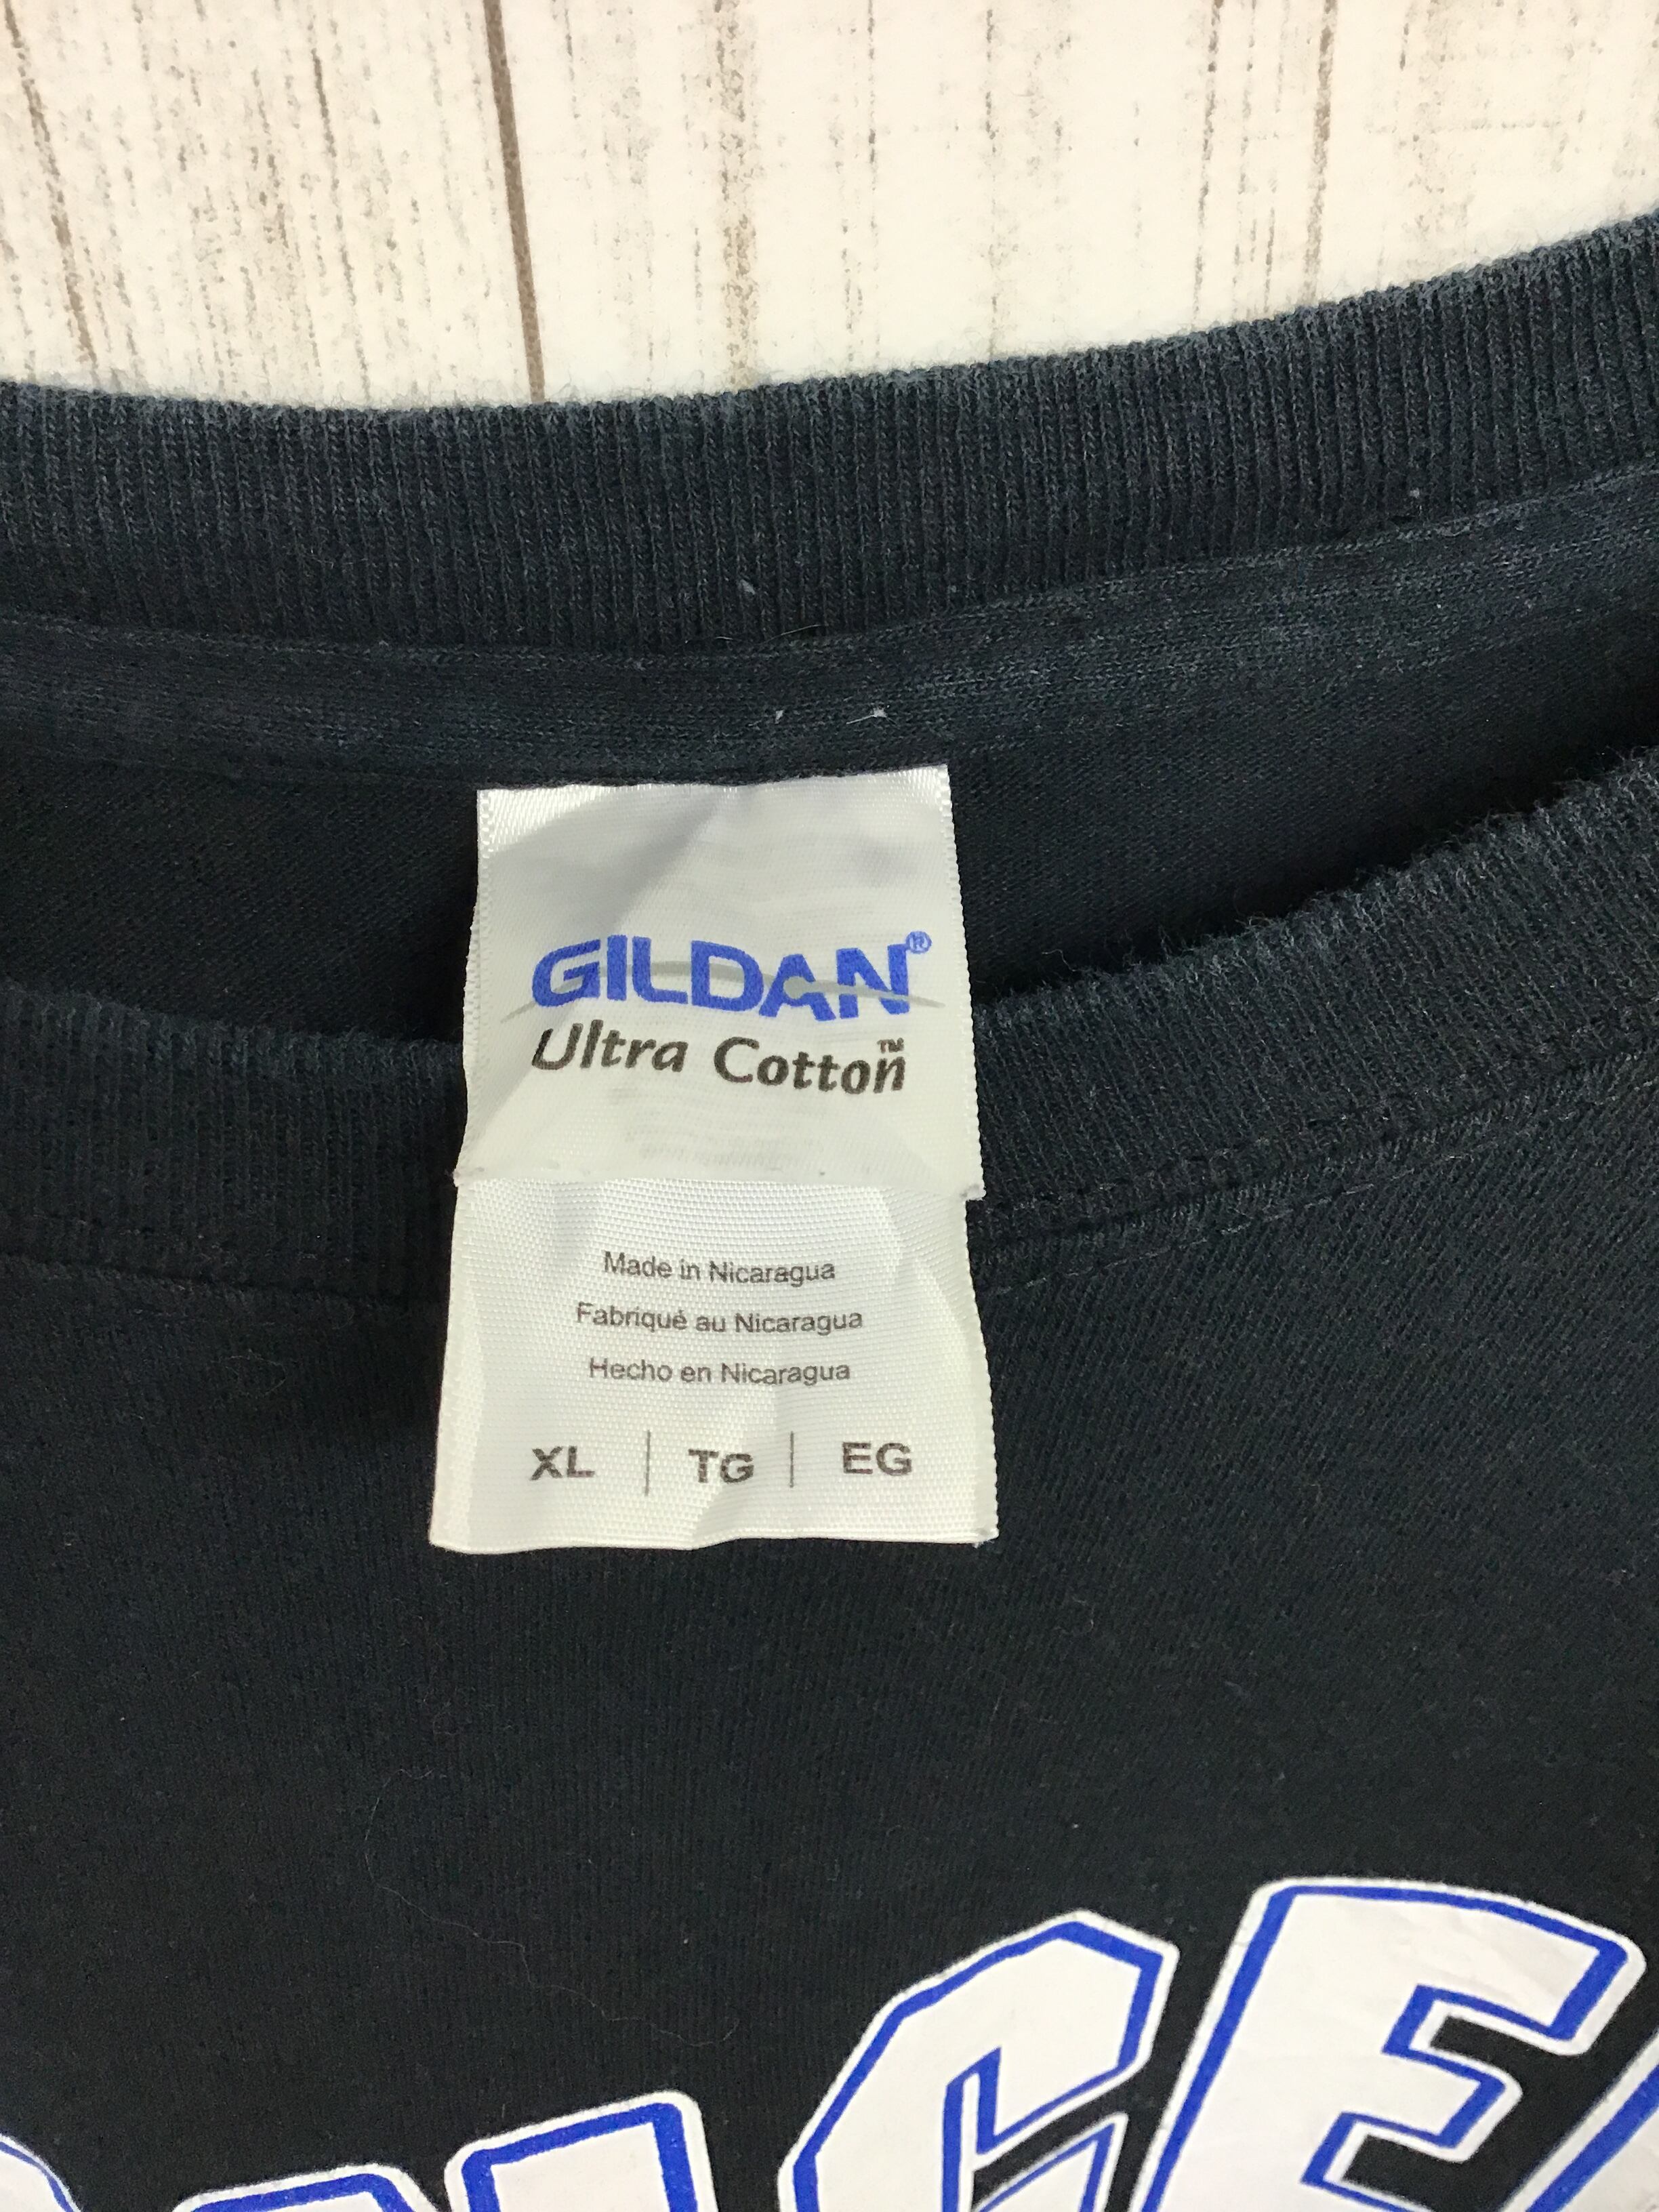 GILDAN®
Ultra Cotton™
Made in Nicaragua
Fabriqué au Nicaragua
Hecho en Nicaragua
XL | TG | EG